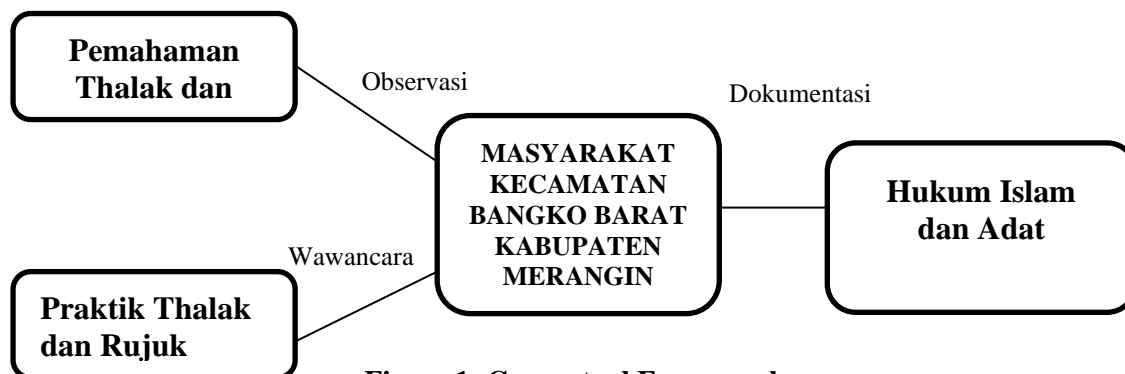 Pemahaman
Thalak dan
Observasi
Dokumentasi
MASYARAKAT
KECAMATAN
BANGKO BARAT
KABUPATEN
MERANGIN
Hukum Islam
dan Adat
Wawancara
Praktik Thalak
dan Rujuk